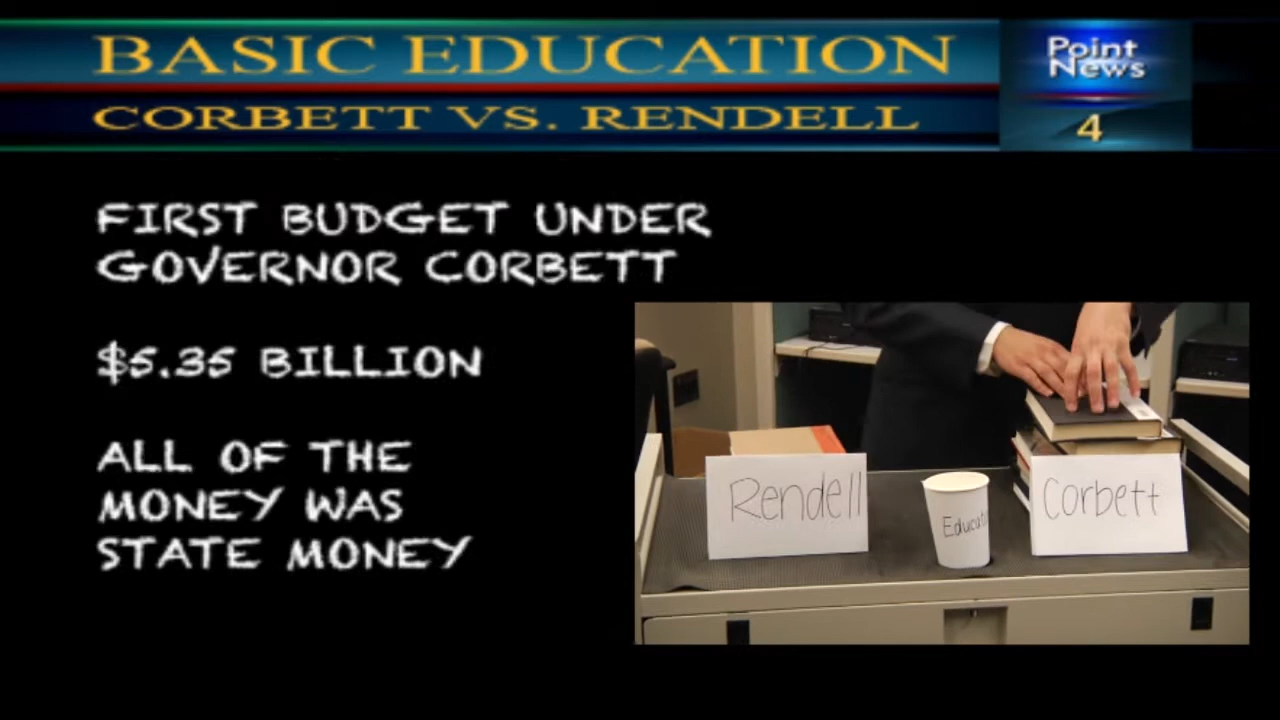 BASIC EDUCATION
CORBETT VS. RENDELL
Point
News
4
FIRST BUDGET UNDER
GOVERNOR CORBETT
$5.35 BILLION
ALL OF THE
MONEY WAS
STATE MONEY
Rendell
Corbett